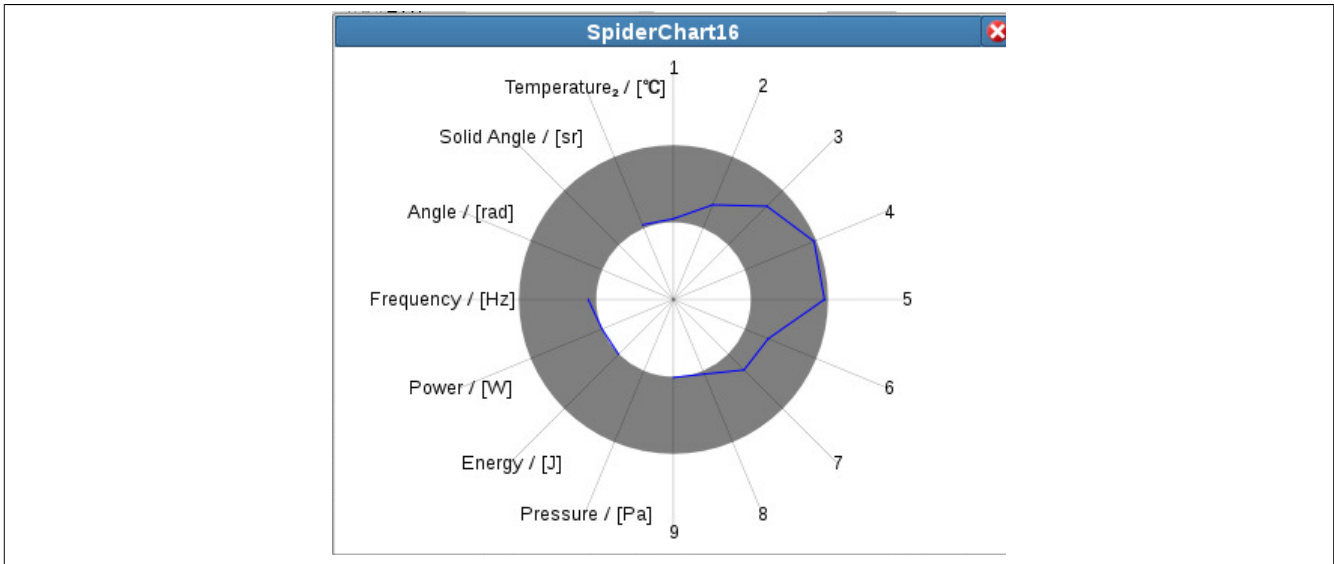 SpiderChart16
1
Temperature₂ / [℃]
2
Solid Angle / [sr]
3
Angle / [rad]
4
Frequency / [Hz]
5
Power / [W]
6
Energy / [J]
7
Pressure / [Pa]
8
9